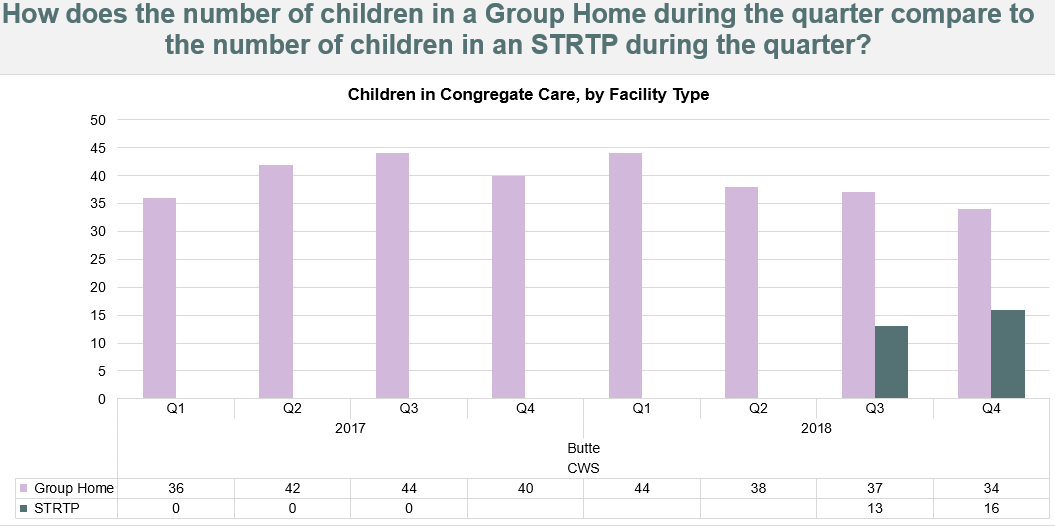 How does the number of children in a Group Home during the quarter compare to
the number of children in an STRTP during the quarter?
Children in Congregate Care, by Facility Type
50
45
40
35
30
25
20
15
10
5
0
Q1 Q2 Q3 Q4 Q1 Q2 Q3 Q4
2017 2018
Butte
CWS
Group Home 36 42 44 40 44 38 37 34
STRTP 0 0 0 13 16